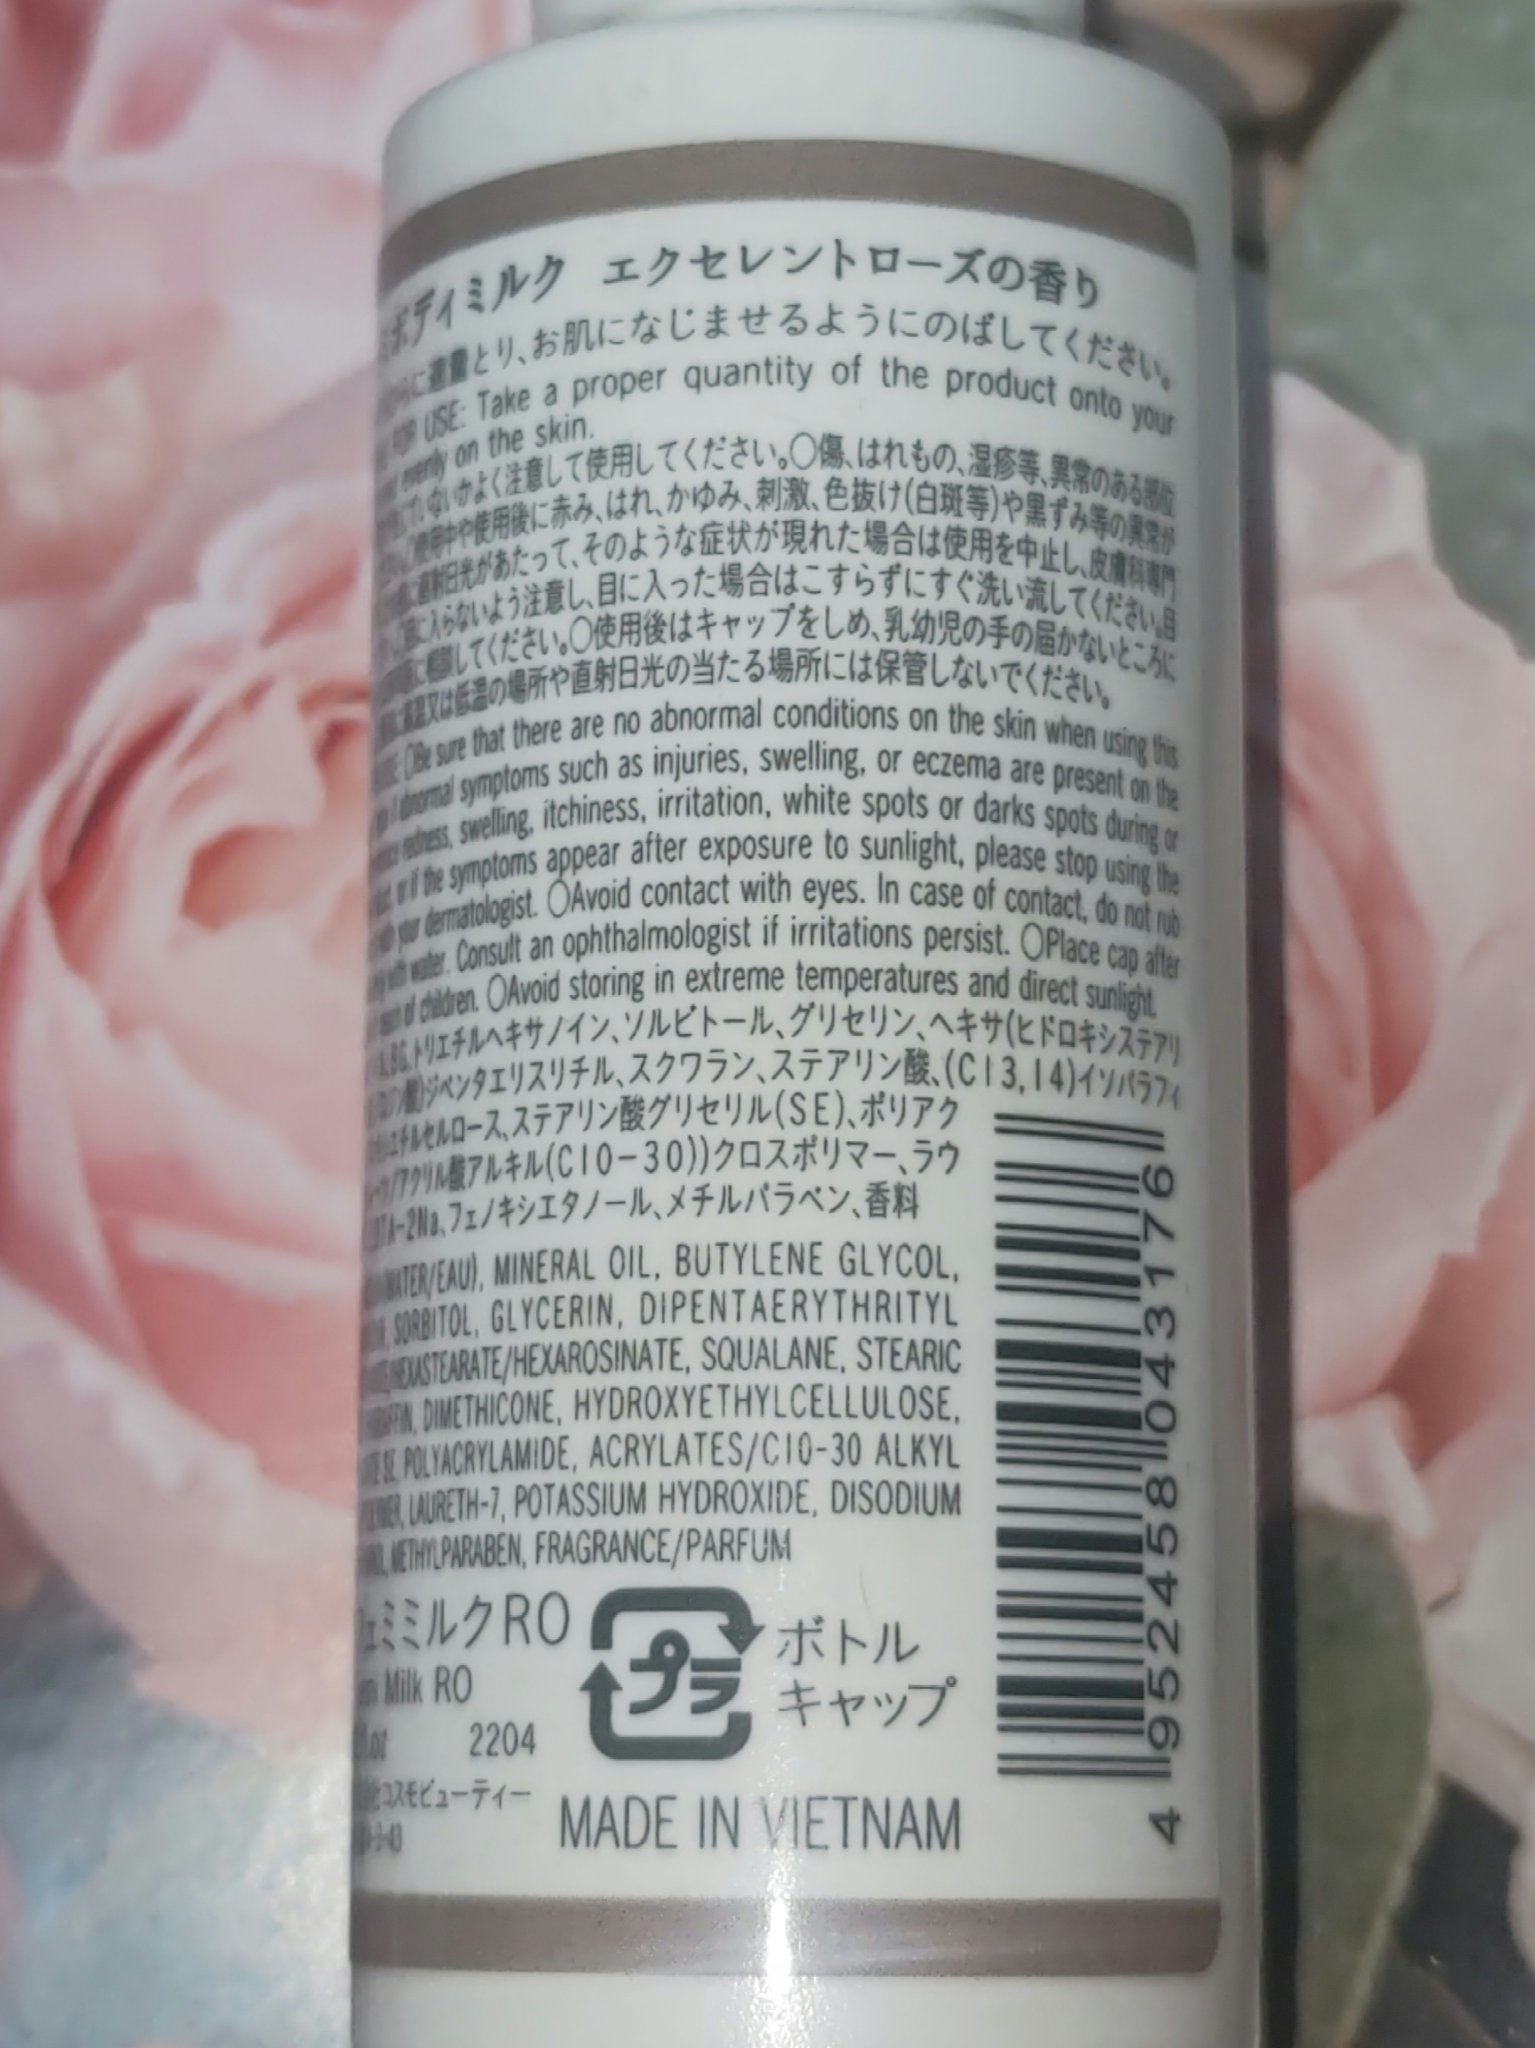 ボディミルク エクセレントローズの香り
に適量とり、お肌になじませるようにのばしてください。
FOR USE: Take a proper quantity of the product onto your
evenly on the skin.
ないかよく注意して使用してください。○傷、はれもの、湿疹等、異常のある部位
使用中や使用後に赤み、はれ、かゆみ、刺激、色抜け(白斑等)や黒ずみ等の異常が
直射日光があたって、そのような症状が現れた場合は使用を中止し、皮膚科専門
に入らないよう注意し、目に入った場合はこすらずにすぐ洗い流してください。目
に相談してください。○使用後はキャップをしめ、乳幼児の手の届かないところに
に高温又は低温の場所や直射日光の当たる場所には保管しないでください。
○Be sure that there are no abnormal conditions on the skin when using this
if abnormal symptoms such as injuries, swelling, or eczema are present on the
redness, swelling, itchiness, irritation, white spots or darks spots during or
or if the symptoms appear after exposure to sunlight, please stop using the
your dermatologist. ○Avoid contact with eyes. In case of contact, do not rub
with water. Consult an ophthalmologist if irritations persist. ○Place cap after
of children. ○Avoid storing in extreme temperatures and direct sunlight.
BG、トリエチルヘキサノイン、ソルビトール、グリセリン、ヘキサ(ヒドロキシステアリ
ン酸)ジペンタエリスリチル、スクワラン、ステアリン酸、(C13,14)イソパラフィ
エチルセルロース、ステアリン酸グリセリル(SE)、ポリアク
/アクリル酸アルキル(C10-30))クロスポリマー、ラウ
EDTA-2Na、フェノキシエタノール、メチルパラベン、香料
(WATER/EAU), MINERAL OIL, BUTYLENE GLYCOL,
SORBITOL, GLYCERIN, DIPENTAERYTHRITYL
/HEXASTEARATE/HEXAROSINATE, SQUALANE, STEARIC
DIMETHICONE, HYDROXYETHYLCELLULOSE,
SE, POLYACRYLAMIDE, ACRYLATES/C10-30 ALKYL
LAURETH-7, POTASSIUM HYDROXIDE, DISODIUM
METHYLPARABEN, FRAGRANCE/PARFUM
ェミミルクRO
Milk RO
fl.oz 2204
コスモビューティー
プラ
ボトル
キャップ
MADE IN VIETNAM
4 952458 043176